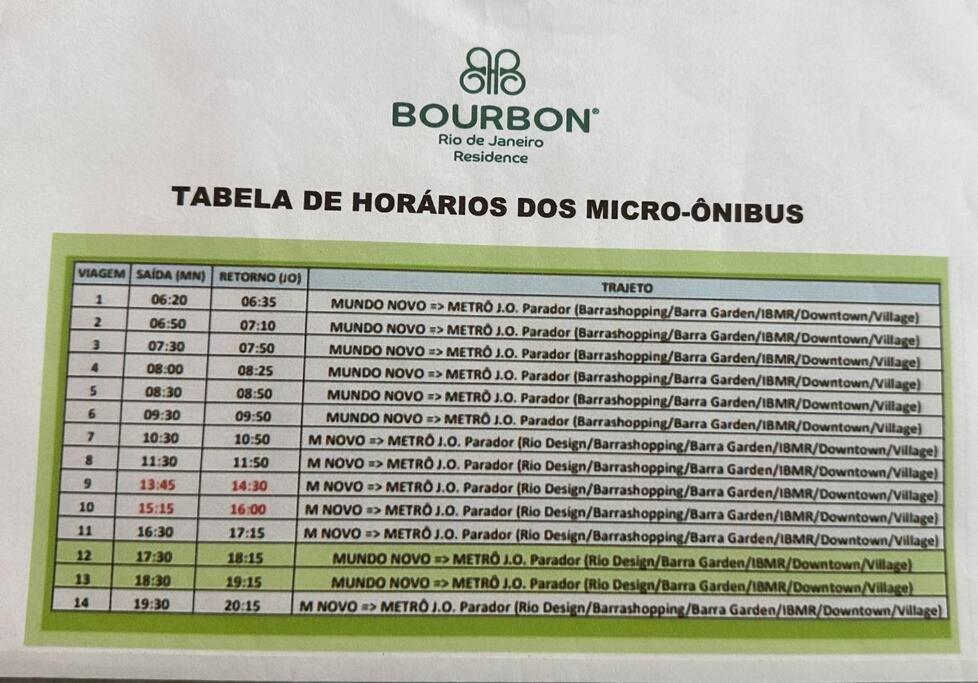 BOURBON®
Rio de Janeiro
Residence
TABELA DE HORÁRIOS DOS MICRO-ÔNIBUS
VIAGEM SAÍDA (MN) RETORNO (JO) TRAJETO
1 06:20 06:35 MUNDO NOVO => METRÔ J.O. Parador (Barrashopping/Barra Garden/IBMR/Downtown/Village)
2 06:50 07:10 MUNDO NOVO => METRÔ J.O. Parador (Barrashopping/Barra Garden/IBMR/Downtown/Village)
3 07:30 07:50 MUNDO NOVO => METRÔ J.O. Parador (Barrashopping/Barra Garden/IBMR/Downtown/Village)
4 08:00 08:25 MUNDO NOVO => METRÔ J.O. Parador (Barrashopping/Barra Garden/IBMR/Downtown/Village)
5 08:30 08:50 MUNDO NOVO => METRÔ J.O. Parador (Barrashopping/Barra Garden/IBMR/Downtown/Village)
6 09:30 09:50 MUNDO NOVO => METRÔ J.O. Parador (Barrashopping/Barra Garden/IBMR/Downtown/Village)
7 10:30 10:50 M NOVO => METRÔ J.O. Parador (Rio Design/Barrashopping/Barra Garden/IBMR/Downtown/Village)
8 11:30 11:50 M NOVO => METRÔ J.O. Parador (Rio Design/Barrashopping/Barra Garden/IBMR/Downtown/Village)
9 13:45 14:30 M NOVO => METRÔ J.O. Parador (Rio Design/Barrashopping/Barra Garden/IBMR/Downtown/Village)
10 15:15 16:00 M NOVO => METRÔ J.O. Parador (Rio Design/Barrashopping/Barra Garden/IBMR/Downtown/Village)
11 16:30 17:15 M NOVO => METRÔ J.O. Parador (Rio Design/Barrashopping/Barra Garden/IBMR/Downtown/Village)
12 17:30 18:15 MUNDO NOVO => METRÔ J.O. Parador (Rio Design/Barra Garden/IBMR/Downtown/Village)
13 18:30 19:15 MUNDO NOVO => METRÔ J.O. Parador (Rio Design/Barra Garden/IBMR/Downtown/Village)
14 19:30 20:15 M NOVO => METRÔ J.O. Parador (Rio Design/Barrashopping/Barra Garden/IBMR/Downtown/Village)